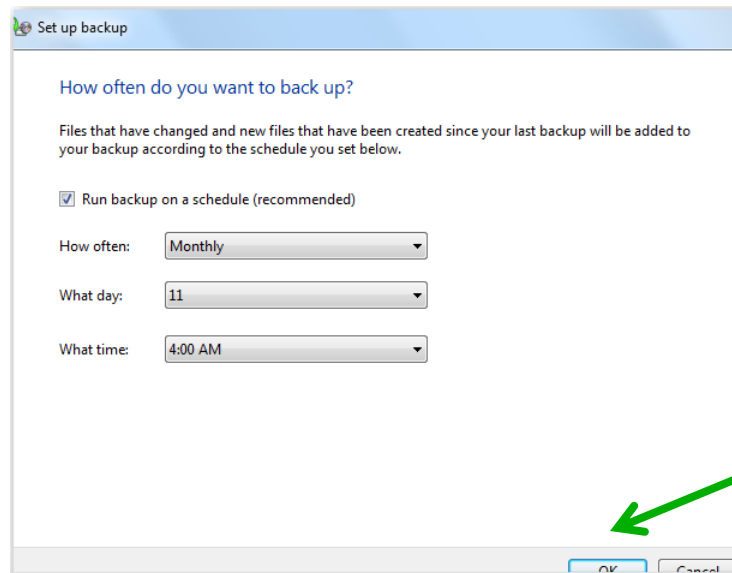 Set up backup
How often do you want to back up?
Files that have changed and new files that have been created since your last backup will be added to
your backup according to the schedule you set below.
Run backup on a schedule (recommended)
How often: Monthly
What day: 11
What time: 4:00 AM
OK Cancel